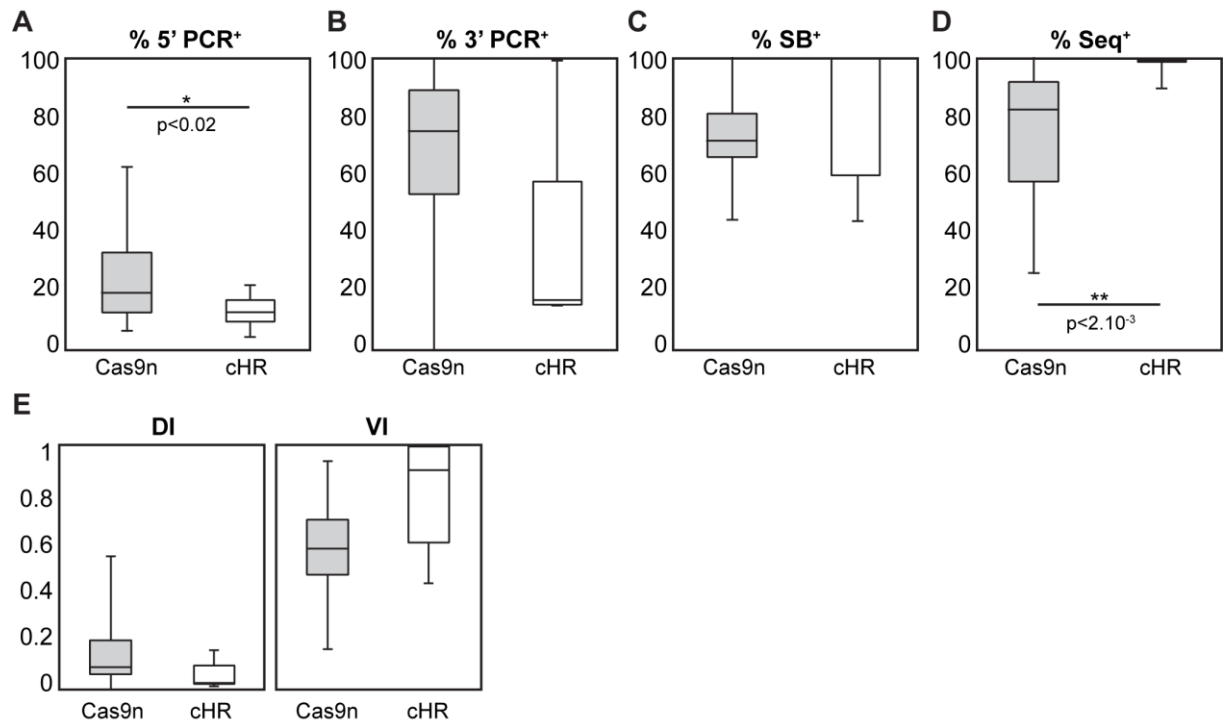 A
% 5' PCR⁺
100
80
60
40
20
0
*
p<0.02
Cas9n cHR
B
% 3' PCR⁺
100
80
60
40
20
0
Cas9n cHR
C
% SB⁺
100
80
60
40
20
0
Cas9n cHR
D
% Seq⁺
100
80
60
40
20
0
**
p<2.10⁻³
Cas9n cHR
E
DI VI
1
0.8
0.6
0.4
0.2
0
Cas9n cHR Cas9n cHR